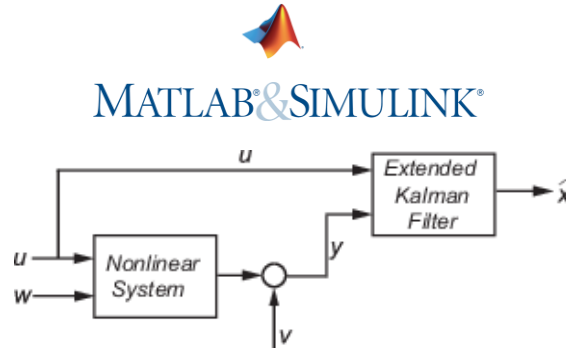 MATLAB®&SIMULINK®
u
Extended
Kalman
Filter
x̂
y
u
w
Nonlinear
System
v